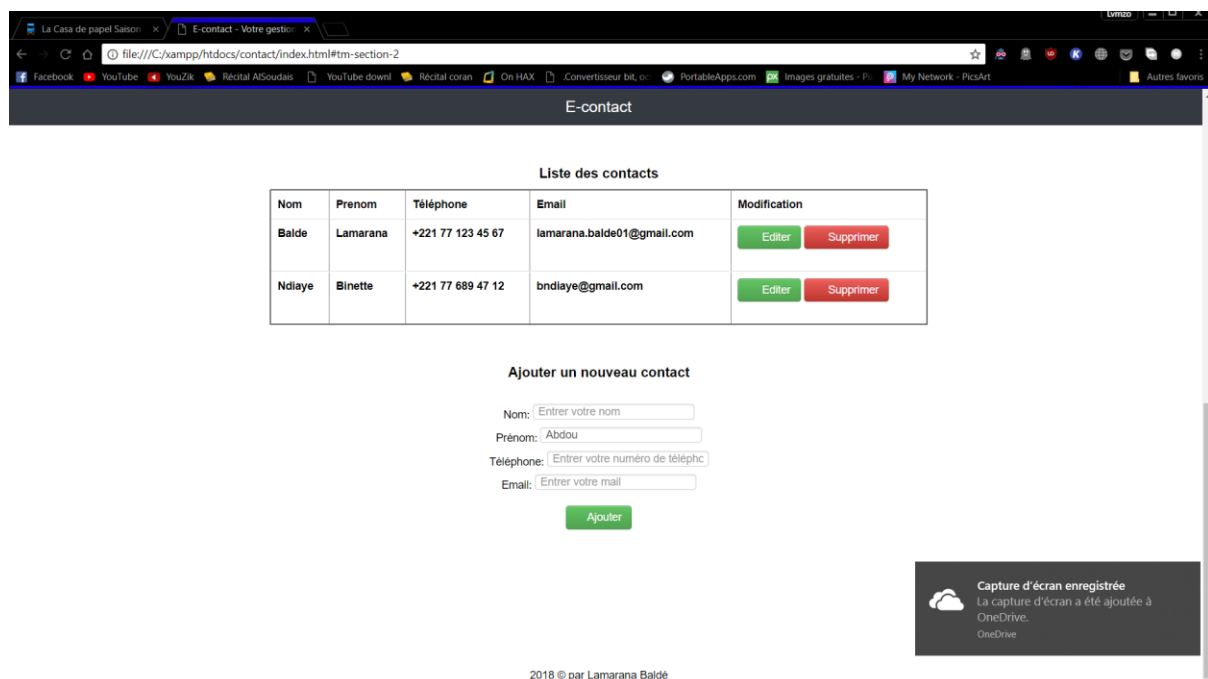 Lvmzo
La Casa de papel Saison
E-contact - Votre gestion
file:///C:/xampp/htdocs/contact/index.html#tm-section-2
Facebook YouTube YouZik Récital AlSoudais YouTube downl Récital coran On HAX .Convertisseur bit, oc PortableApps.com Images gratuites - Pi My Network - PicsArt Autres favoris
E-contact
Liste des contacts
Nom Prenom Téléphone Email Modification
Balde Lamarana +221 77 123 45 67 lamarana.balde01@gmail.com Editer Supprimer
Ndiaye Binette +221 77 689 47 12 bndiaye@gmail.com Editer Supprimer
Ajouter un nouveau contact
Nom: Entrer votre nom
Prénom: Abdou
Téléphone: Entrer votre numéro de télépho
Email: Entrer votre mail
Ajouter
Capture d'écran enregistrée
La capture d'écran a été ajoutée à
OneDrive.
OneDrive
2018 © par Lamarana Baldé